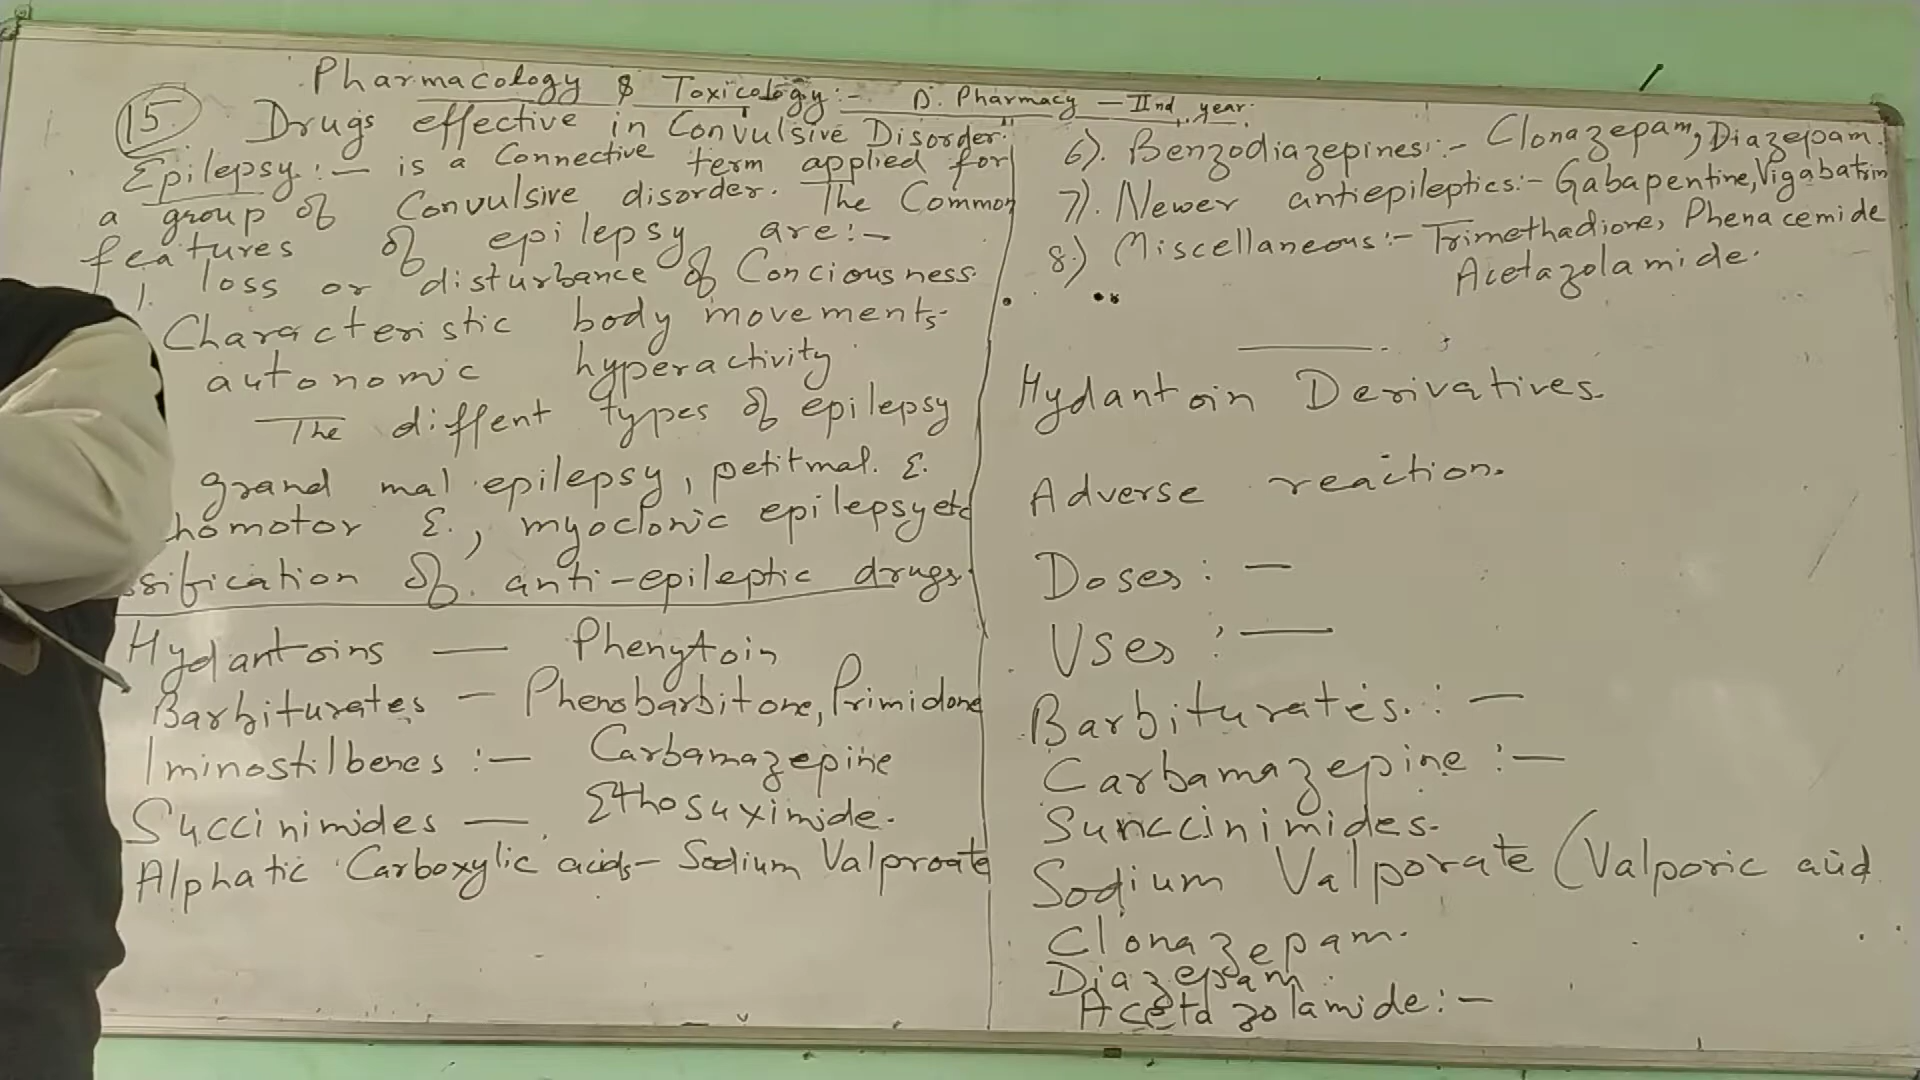 Pharmacology & Toxicology:- D. Pharmacy - IInd year.
15. Drugs effective in Convulsive Disorder:
Epilepsy:- is a Connective term applied for
a group of Convulsive disorder. The Common
features of epilepsy are:-
1. loss or disturbance of Conciousness.
Characteristic body movements.
autonomic hyperactivity
The diffent types of epilepsy
grand mal epilepsy, petitmal. E.
homotor E., myoclonic epilepsy etc
ssification of anti-epileptic drugs.
Hydantoins — Phenytoin
Barbiturates - Phenobarbitone, Primidone
Iminostilbenes :- Carbamazepine
Succinimides — Ethosuximide.
Alphatic Carboxylic acids- Sodium Valproate
6). Benzodiazepines:- Clonazepam, Diazepam.
7). Newer antiepileptics:- Gabapentine, Vigabatrin
8.) Miscellaneous:- Trimethadione, Phenacemide
Acetazolamide.
Hydantoin Derivatives.
Adverse reaction.
Doses: -
Uses: —
Barbiturates.: -
Carbamazepine :-
Sunccinimides.
Sodium Valporate (Valporic acid
Clonazepam.
Diazepam.
Acetazolamide:-